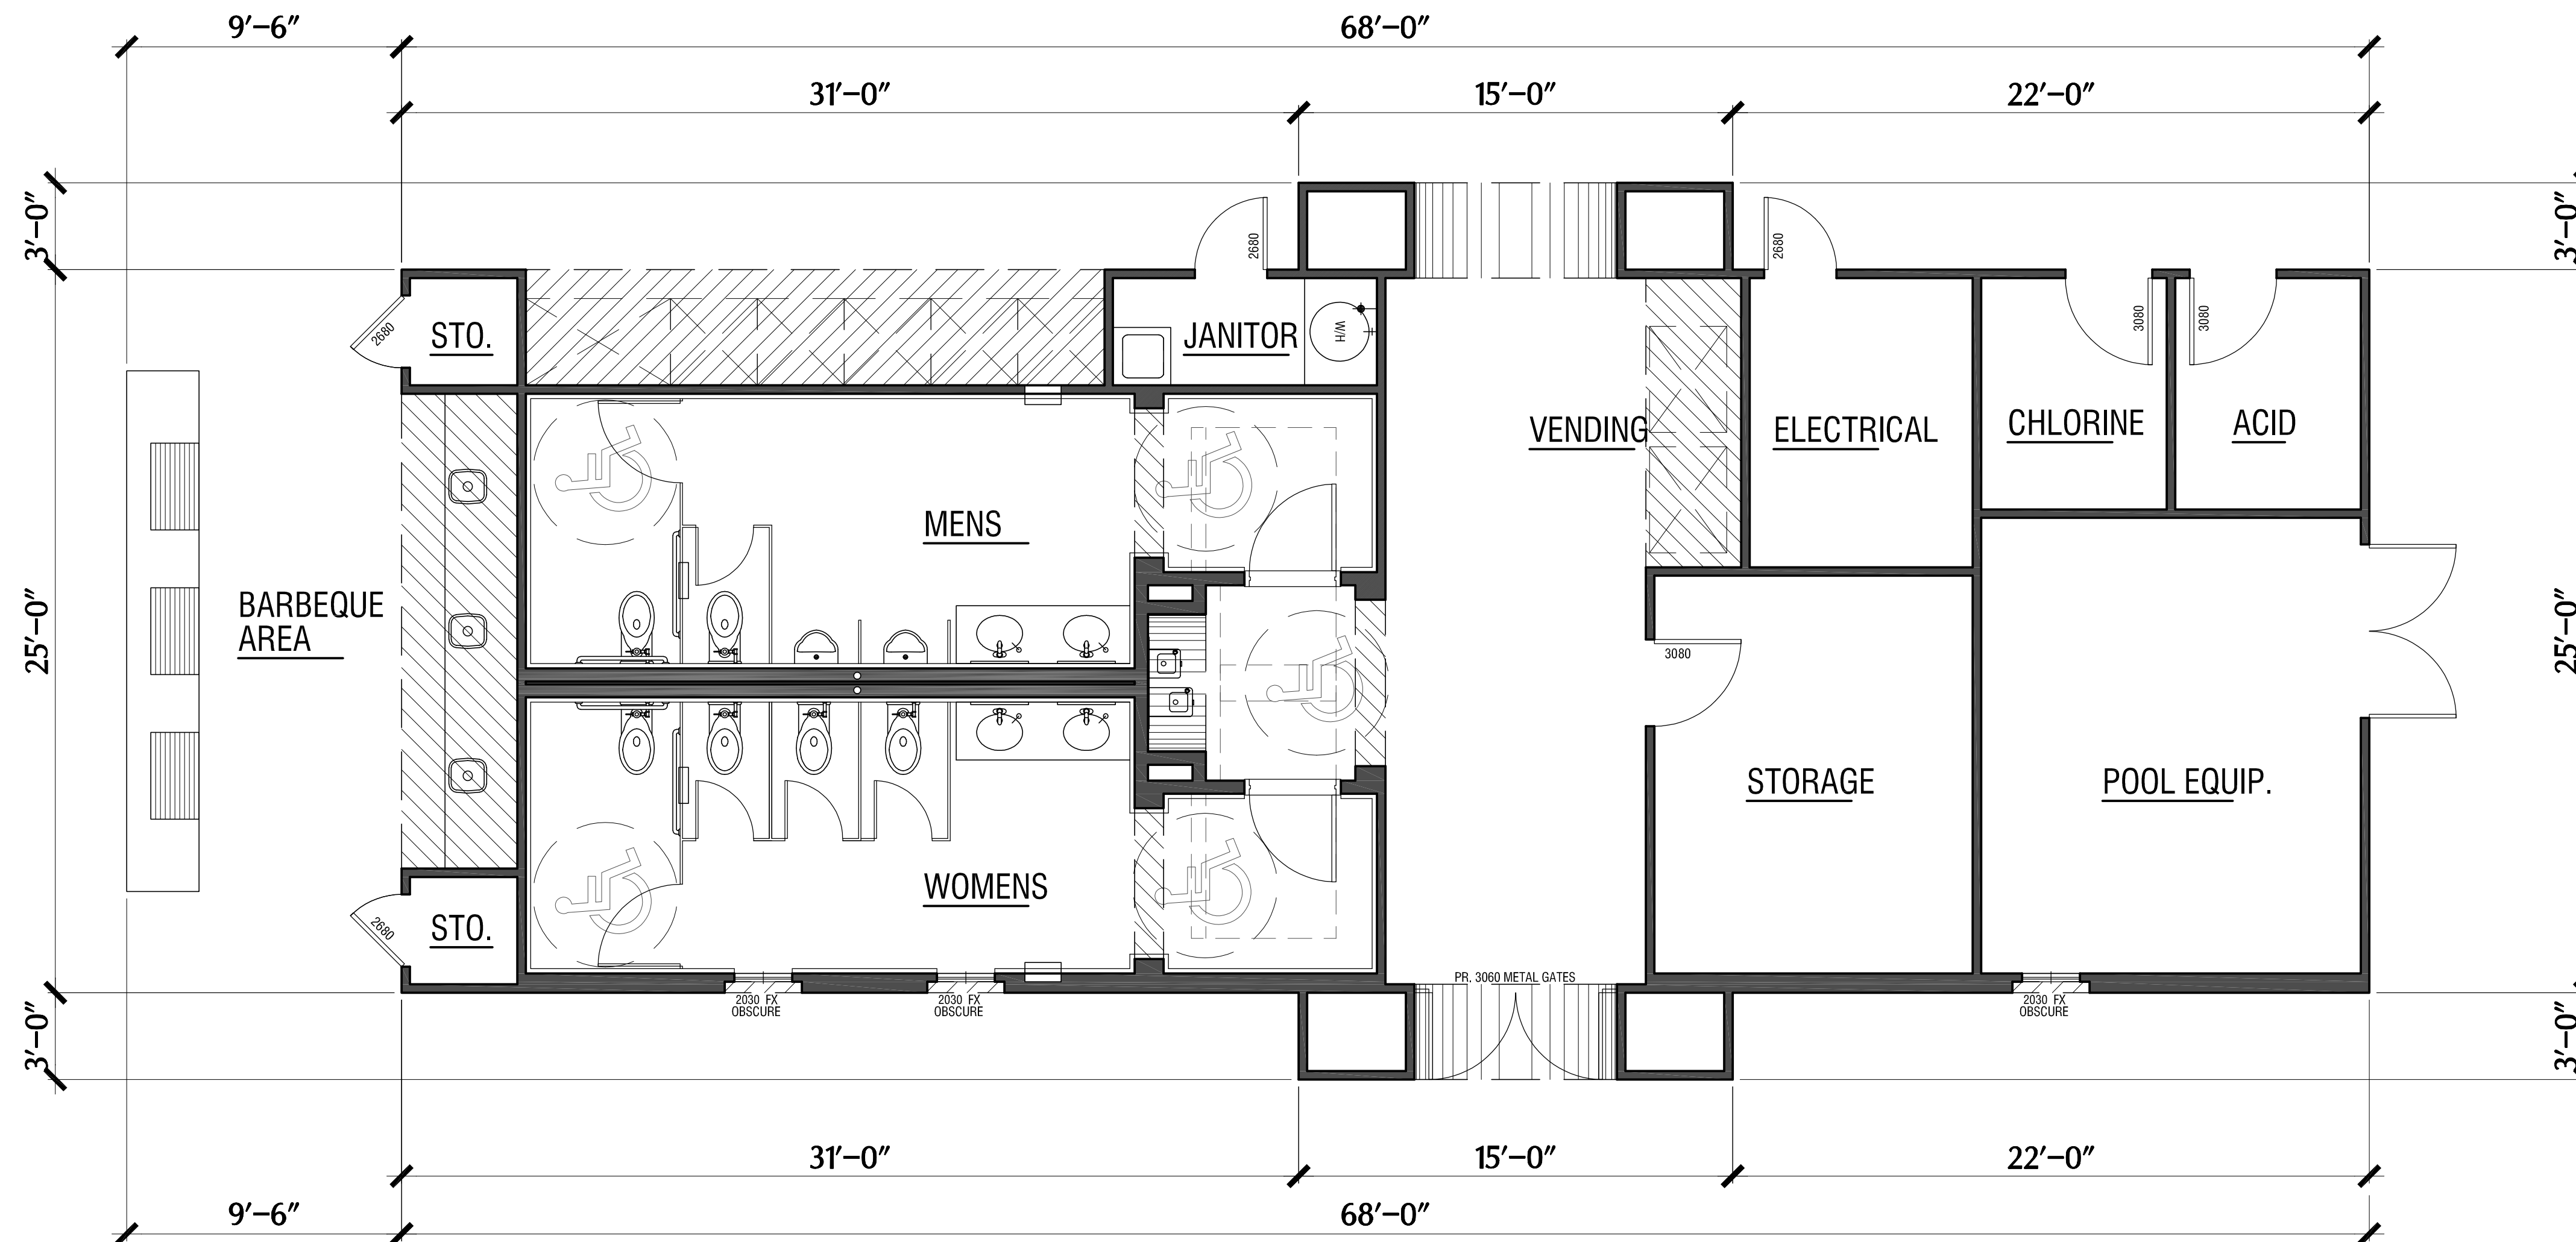 9'–6"
68'–0"
31'–0"
15'–0"
22'–0"
3'–0"
3'–0"
2680
2680
2680
STO.
JANITOR
W/H
3080
3080
VENDING
ELECTRICAL
CHLORINE
ACID
MENS
BARBEQUE
AREA
25'–0"
25'–0"
3080
STORAGE
POOL EQUIP.
WOMENS
2680
STO.
PR. 3060 METAL GATES
2030 FX
OBSCURE
2030 FX
OBSCURE
2030 FX
OBSCURE
3'–0"
3'–0"
31'–0"
15'–0"
22'–0"
9'–6"
68'–0"